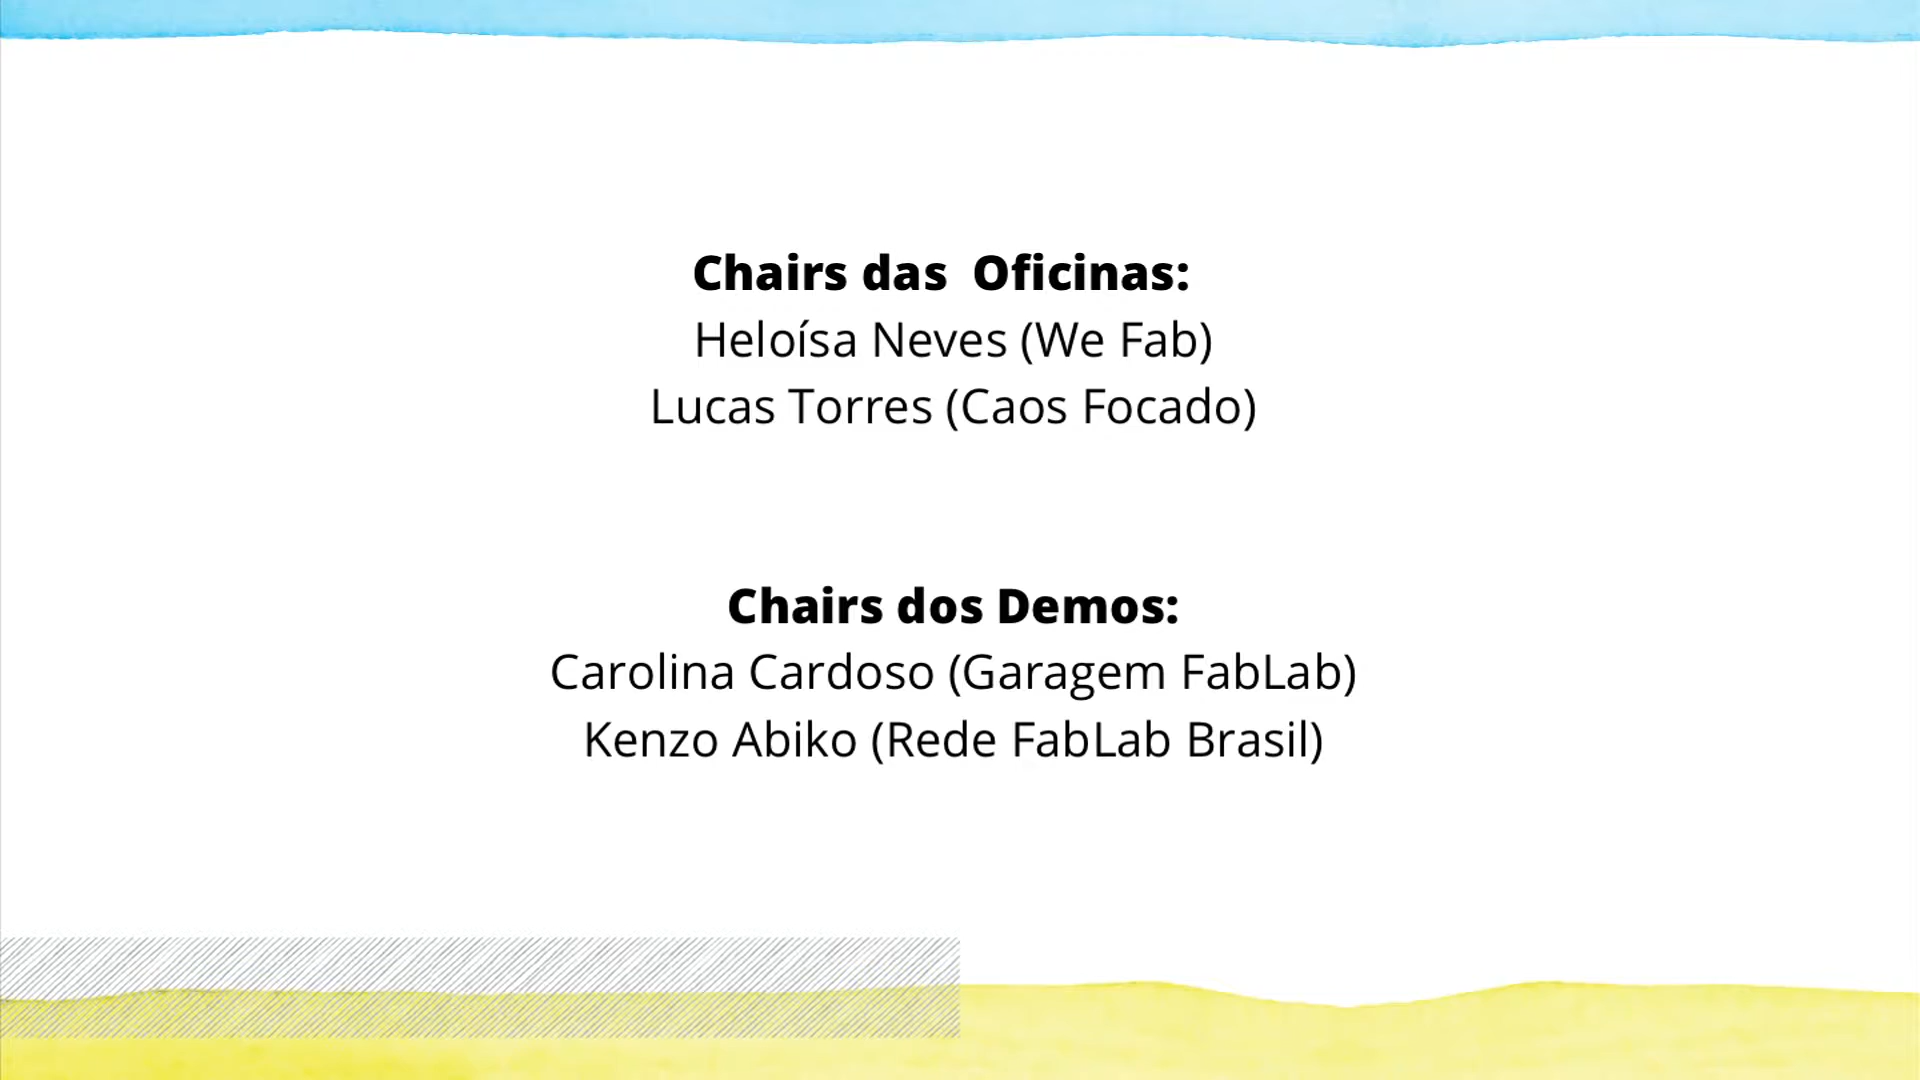 Chairs das  Oficinas:
Heloísa Neves (We Fab)
Lucas Torres (Caos Focado)
Chairs dos Demos:
Carolina Cardoso (Garagem FabLab)
Kenzo Abiko (Rede FabLab Brasil)